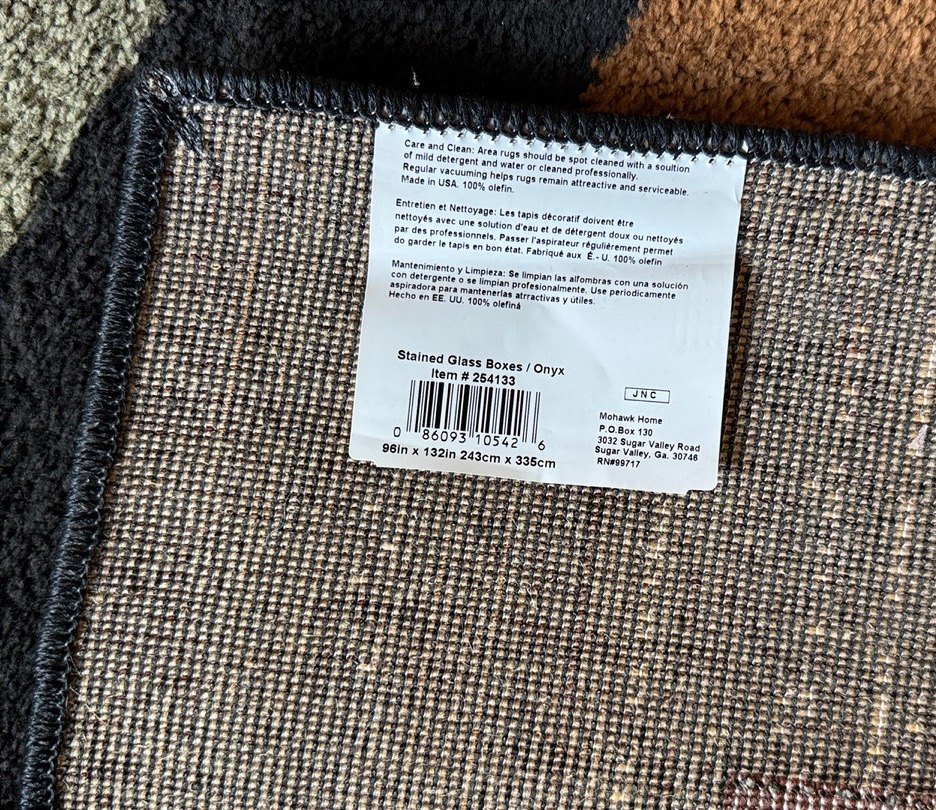 Care and Clean: Area rugs should be spot cleaned with a soultion
of mild detergent and water or cleaned professionally.
Regular vacuuming helps rugs remain attreactive and serviceable.
Made in USA. 100% olefin.
Entretien et Nettoyage: Les tapis décoratif doivent étre
nettoyés avec une solution d'eau et de détergent doux ou nettoyés
par des professionnels. Passer l'aspirateur réguliérement permet
do garder le tapis en bon état. Fabriqué aux É.- U. 100% olefin
Mantenimiento y Limpieza: Se limpian las alfombras con una solución
con detergente o se limpian profesionalmente. Use periodicamente
aspiradora para mantenerlas atrractivas y útiles.
Hecho en EE. UU. 100% olefiná
Stained Glass Boxes / Onyx
Item # 254133
0 86093 10542 6
96in x 132in 243cm x 335cm
JNC
Mohawk Home
P.O.Box 130
3032 Sugar Valley Road
Sugar Valley, Ga. 30746
RN#99717